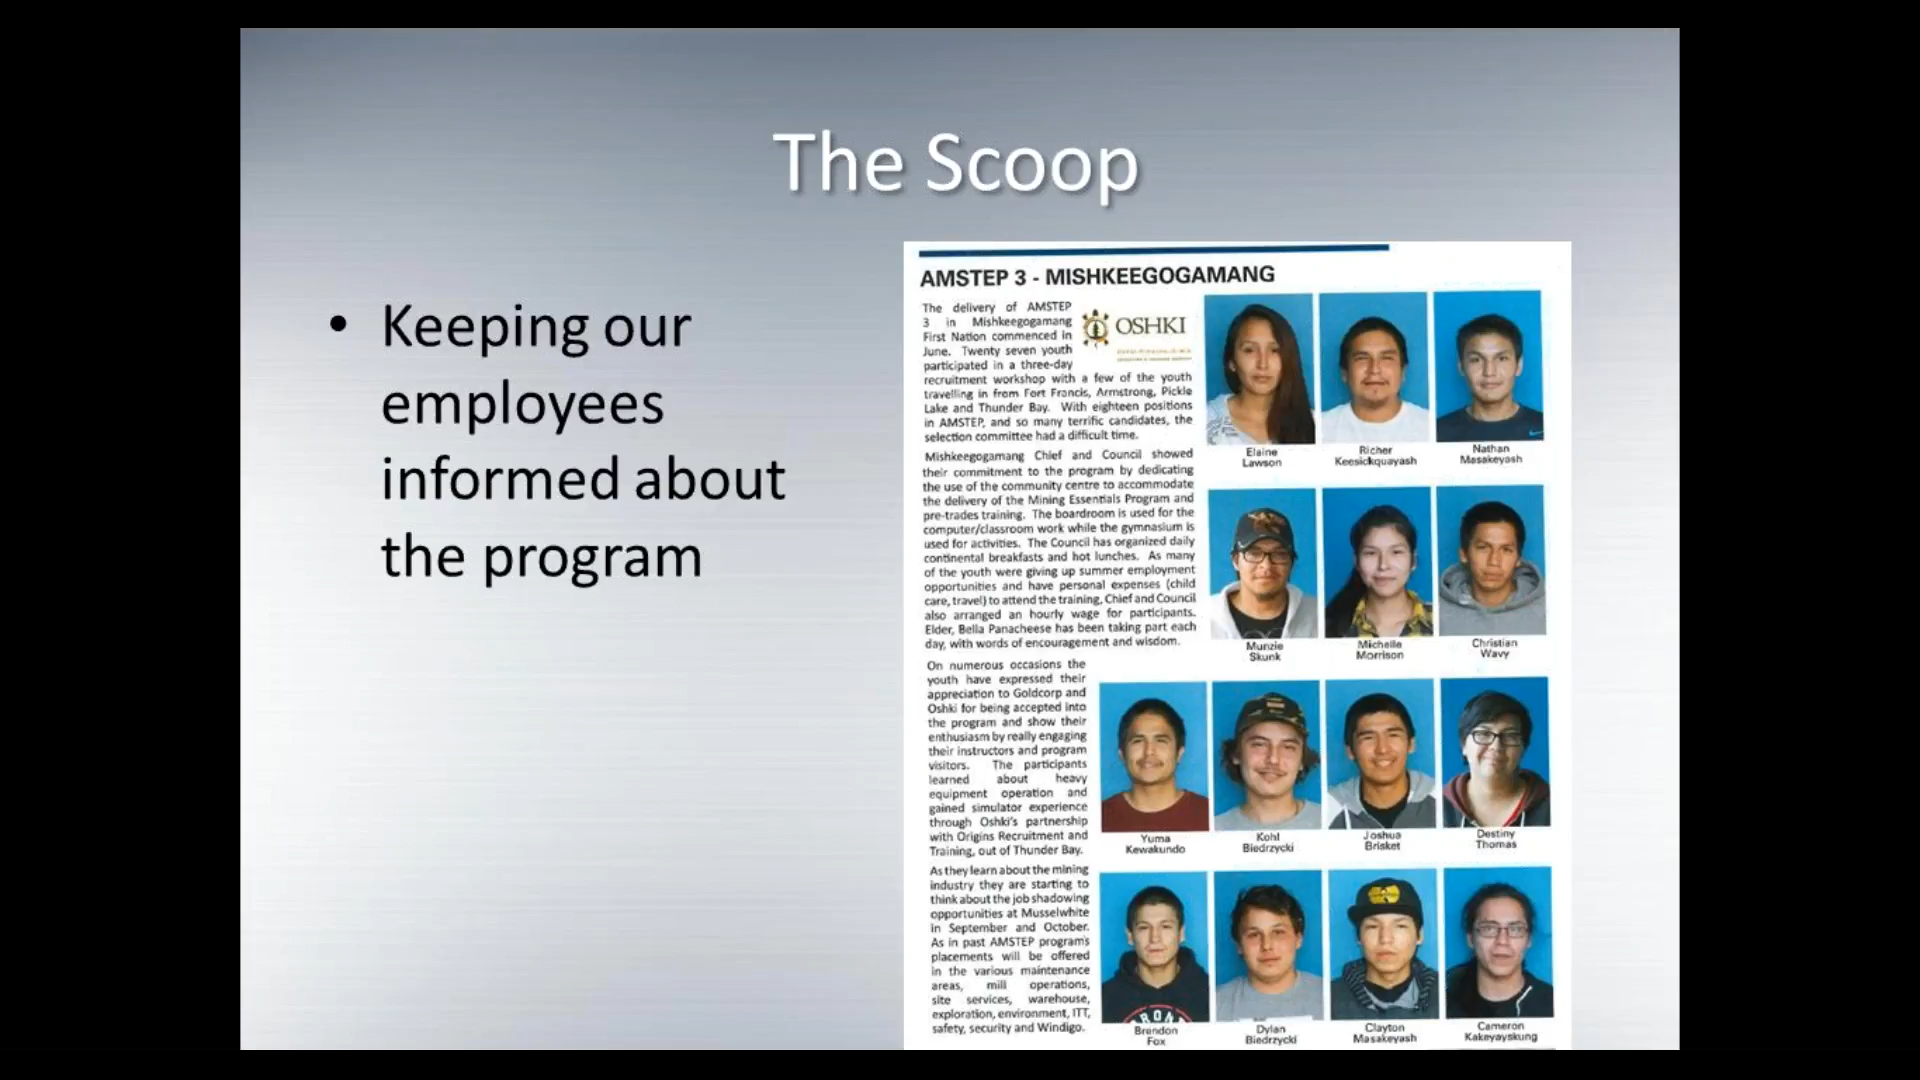 The Scoop
• Keeping our
employees
informed about
the program
AMSTEP 3 - MISHKEEGOGAMANG
The delivery of AMSTEP
3 in Mishkeegogamang
First Nation commenced in
June. Twenty seven youth
participated in a three-day
recruitment workshop with a few of the youth
travelling in from Fort Francis, Armstrong, Pickle
Lake and Thunder Bay. With eighteen positions
in AMSTEP, and so many terrific candidates, the
selection committee had a difficult time.
OSHKI
Mishkeegogamang Chief and Council showed
their commitment to the program by dedicating
the use of the community centre to accommodate
the delivery of the Mining Essentials Program and
pre-trades training. The boardroom is used for the
computer/classroom work while the gymnasium is
used for activities. The Council has organized daily
continental breakfasts and hot lunches. As many
of the youth were giving up summer employment
opportunities and have personal expenses (child
care, travel) to attend the training, Chief and Council
also arranged an hourly wage for participants.
Elder, Bella Panacheese has been taking part each
day, with words of encouragement and wisdom.
On numerous occasions the
youth have expressed their
appreciation to Goldcorp and
Oshki for being accepted into
the program and show their
enthusiasm by really engaging
their instructors and program
visitors. The participants
learned about heavy
equipment operation and
gained simulator experience
through Oshki's partnership
with Origins Recruitment and
Training, out of Thunder Bay.
As they learn about the mining
industry they are starting to
think about the job shadowing
opportunities at Musselwhite
in September and October.
As in past AMSTEP program's
placements will be offered
in the various maintenance
areas, mill operations,
site services, warehouse,
exploration, environment, ITT,
safety, security and Windigo.
Elaine
Lawson
Richer
Keesickquayash
Nathan
Masakeyash
Munzie
Skunk
Michelle
Morrison
Christian
Wavy
Yuma
Kewakundo
Kohl
Biedrzycki
Joshua
Brisket
Destiny
Thomas
Brendon
Fox
Dylan
Biedrzycki
Clayton
Masakeyash
Cameron
Kakeyayskung